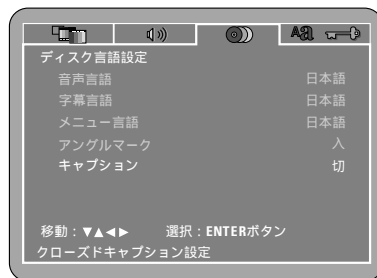 Aあ
ディスク言語設定
音声言語 日本語
字幕言語 日本語
メニュー言語 日本語
アングルマーク 入
キャプション 切
移動：▼▲◀▶ 選択：ENTERボタン
クローズドキャプション設定